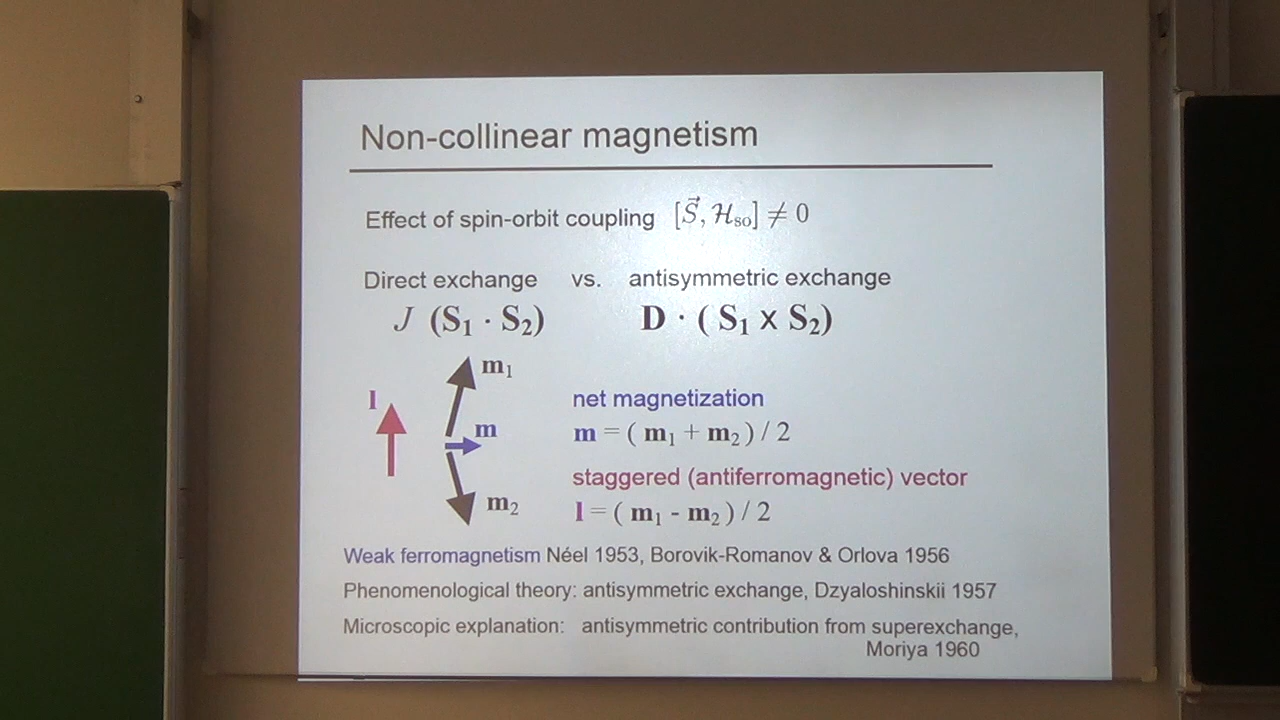 Non-collinear magnetism
Effect of spin-orbit coupling [S⃗, ℋso] ≠ 0
Direct exchange vs. antisymmetric exchange
J (S₁ · S₂) D · ( S₁ x S₂)
m₁
l
net magnetization
m
m = ( m₁ + m₂ ) / 2
staggered (antiferromagnetic) vector
m₂
l = ( m₁ - m₂ ) / 2
Weak ferromagnetism Néel 1953, Borovik-Romanov & Orlova 1956
Phenomenological theory: antisymmetric exchange, Dzyaloshinskii 1957
Microscopic explanation: antisymmetric contribution from superexchange,
Moriya 1960